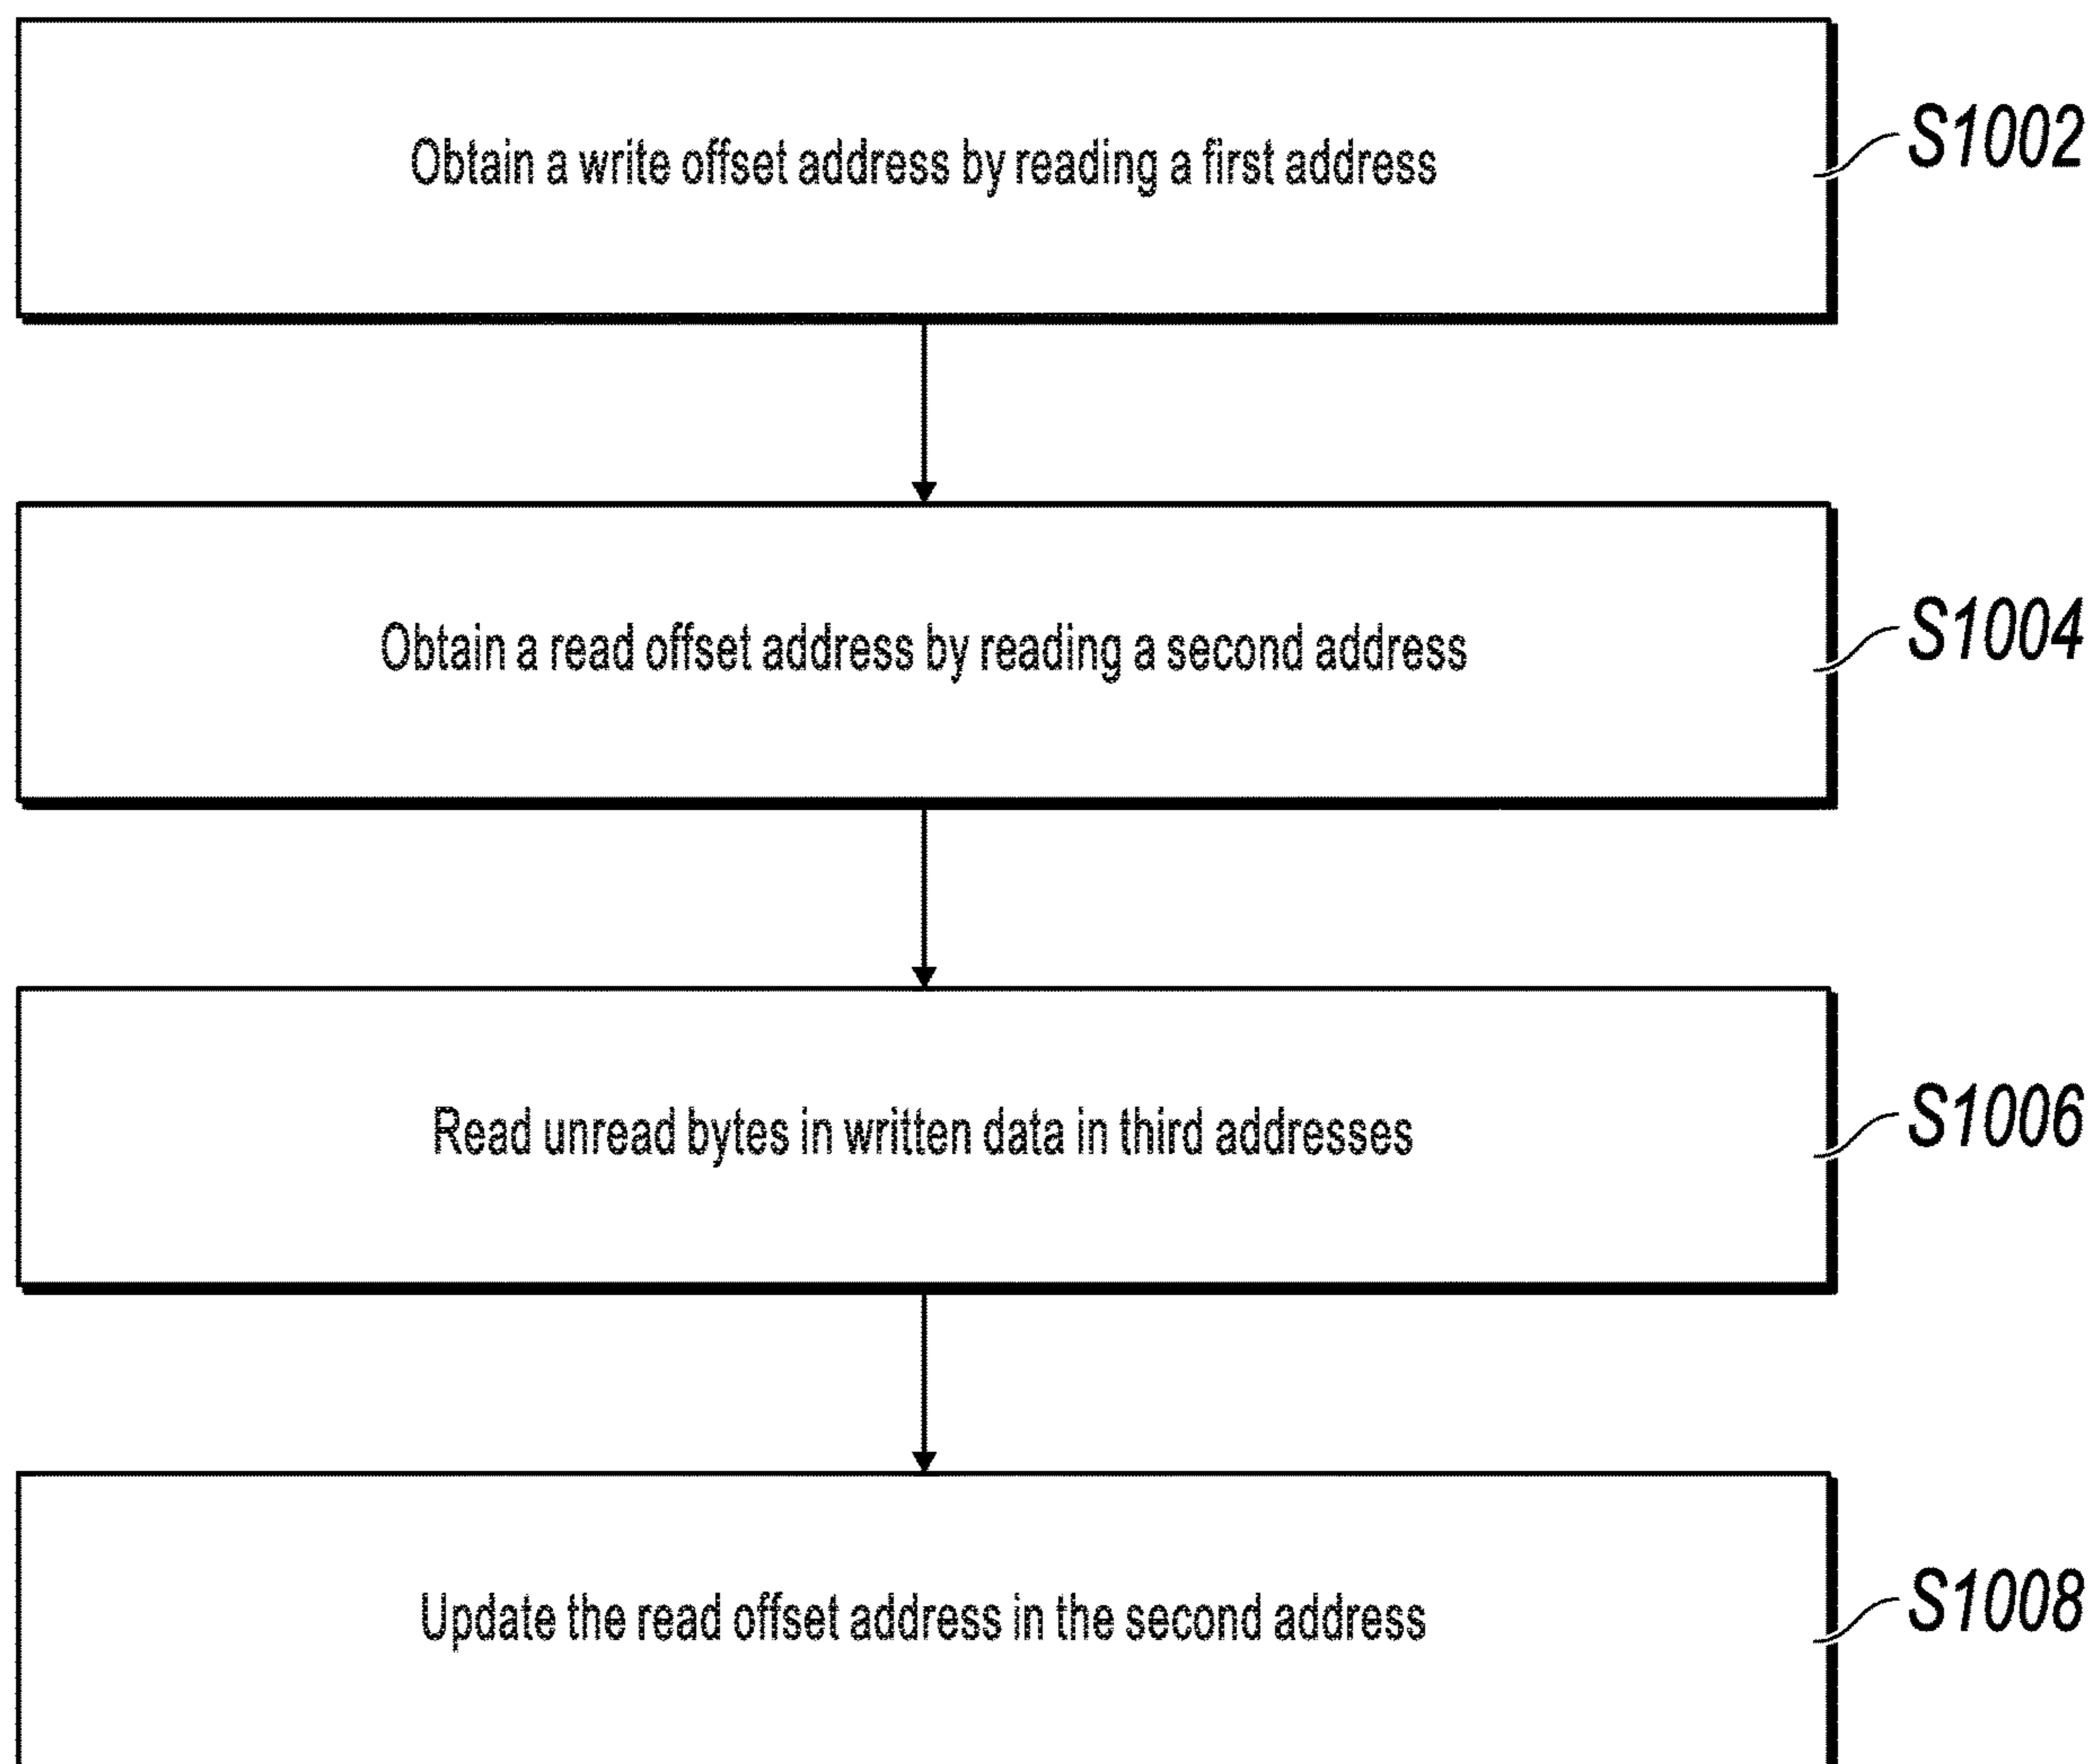 Obtain a write offset address by reading a first address
S1002
Obtain a read offset address by reading a second address
S1004
Read unread bytes in written data in third addresses
S1006
Update the read offset address in the second address
S1008